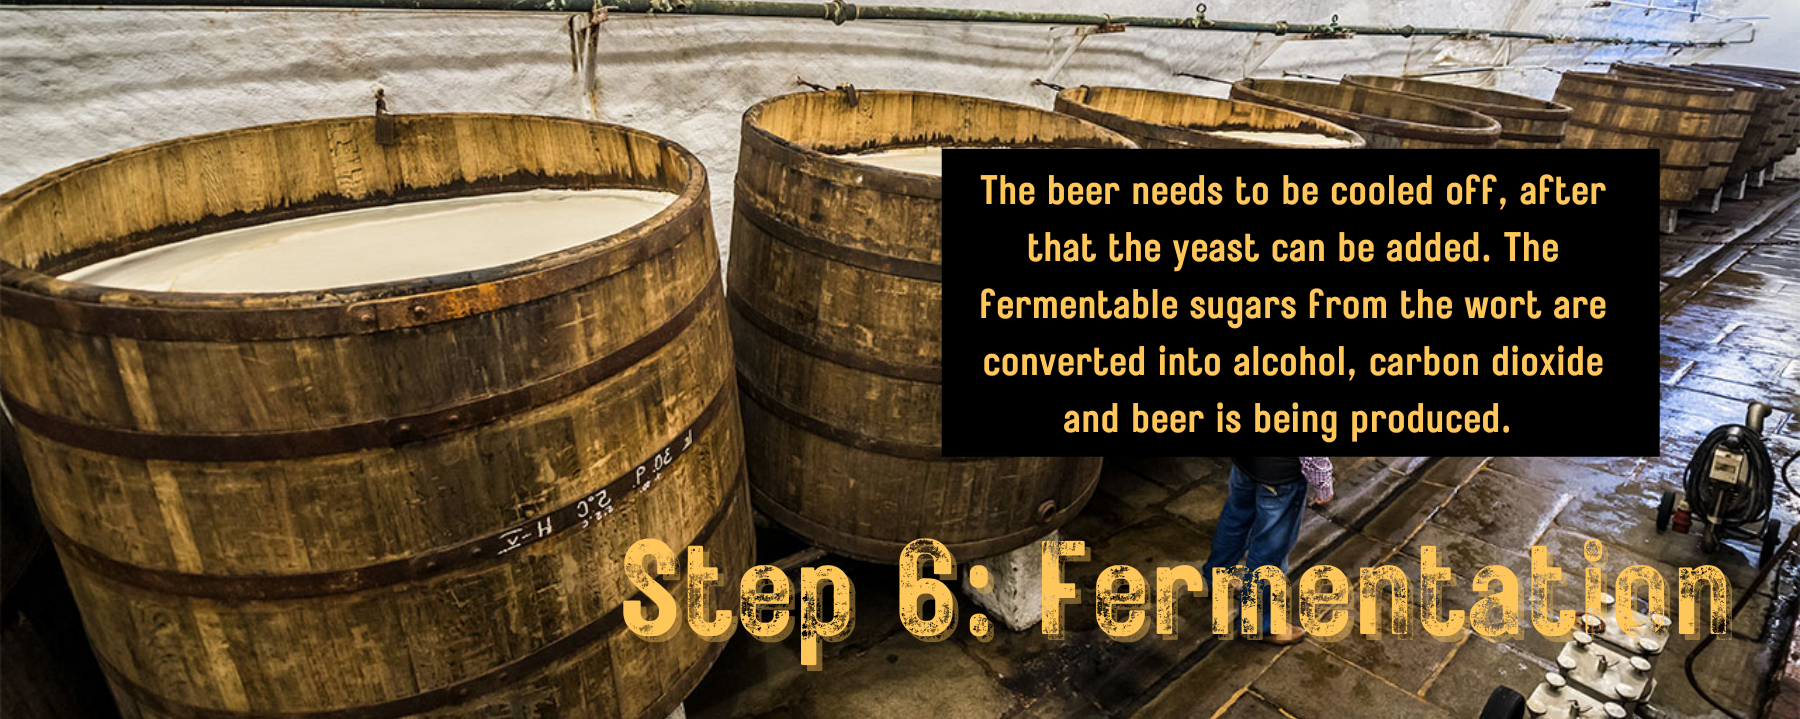 The beer needs to be cooled off, after
that the yeast can be added. The
fermentable sugars from the wort are
converted into alcohol, carbon dioxide
and beer is being produced.
Step 6: Fermentation